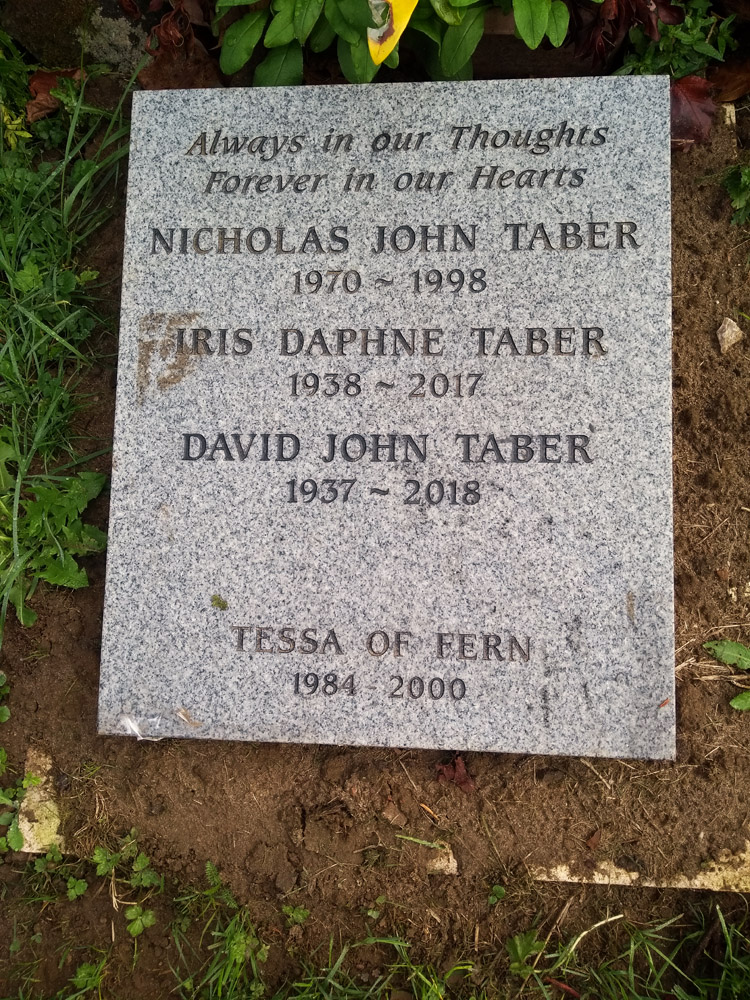 Always in our Thoughts
Forever in our Hearts
NICHOLAS JOHN TABER
1970 ~ 1998
IRIS DAPHNE TABER
1938 ~ 2017
DAVID JOHN TABER
1937 ~ 2018
TESSA OF FERN
1984 - 2000